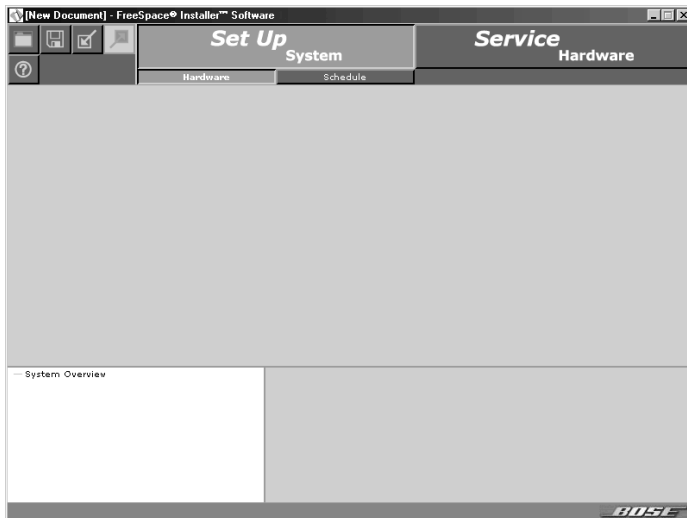 [New Document] - FreeSpace® Installer™ Software
Set Up
System
Service
Hardware
Hardware
Schedule
System Overview
BOSE